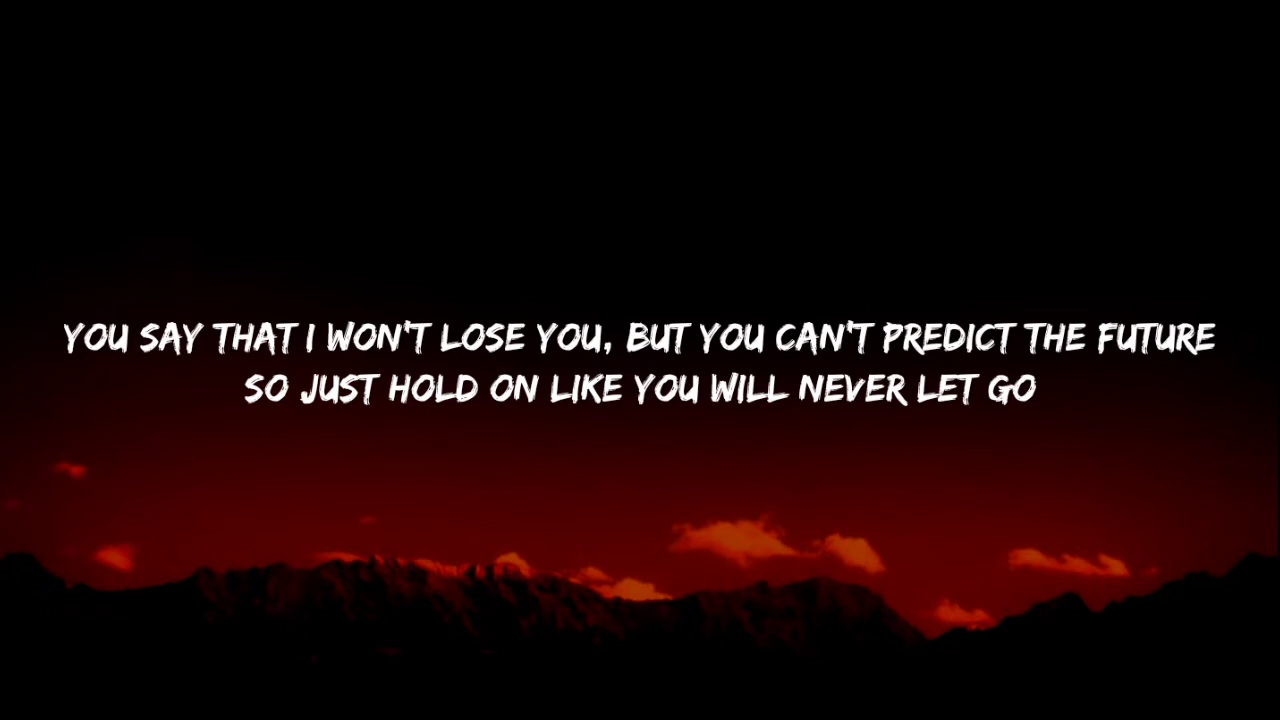 YOU SAY THAT I WON'T LOSE YOU, BUT YOU CAN'T PREDICT THE FUTURE
SO JUST HOLD ON LIKE YOU WILL NEVER LET GO